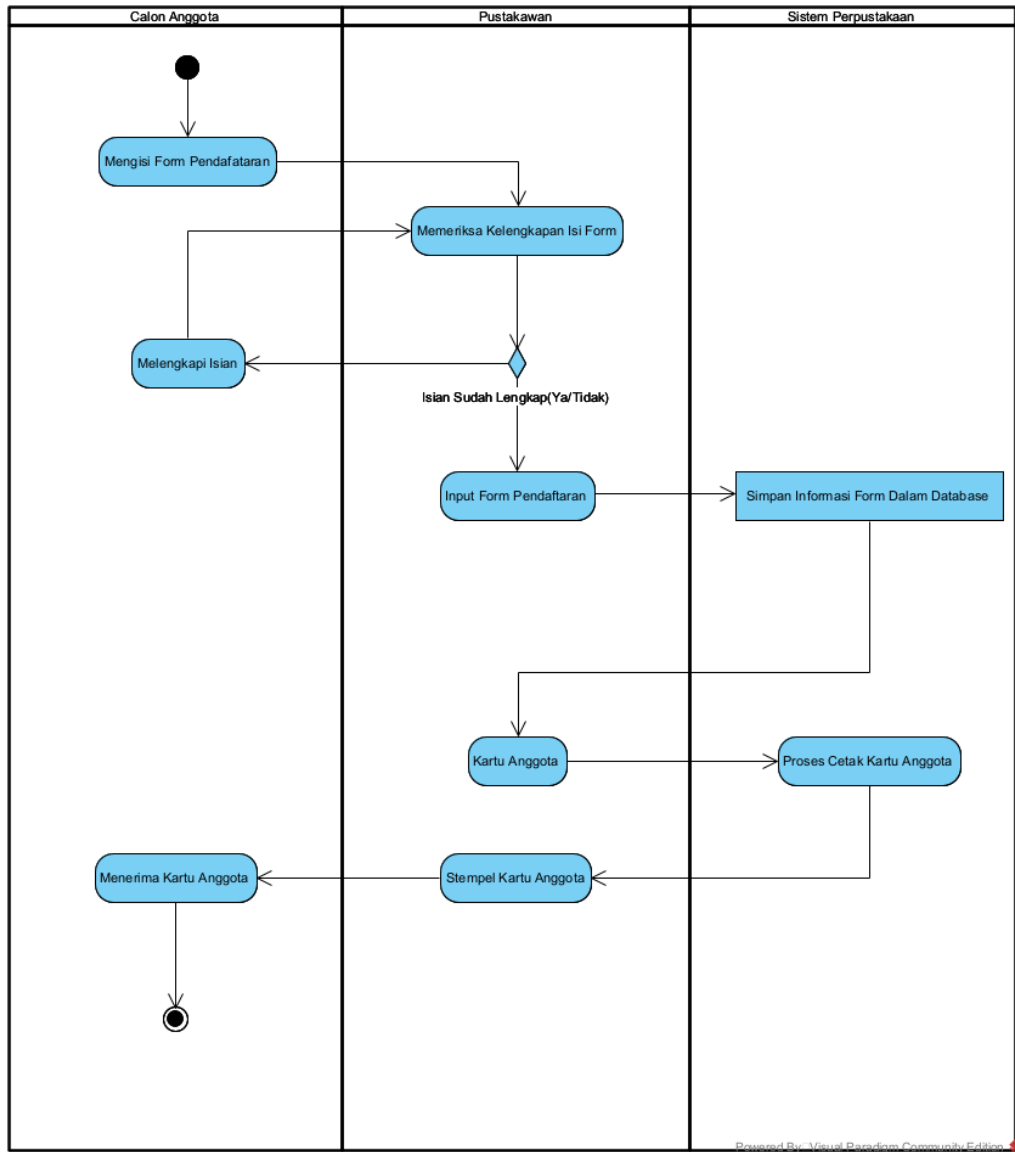 Calon Anggota
Pustakawan
Sistem Perpustakaan
Mengisi Form Pendafataran
Memeriksa Kelengkapan Isi Form
Melengkapi Isian
Isian Sudah Lengkap(Ya/Tidak)
Input Form Pendaftaran
Simpan Informasi Form Dalam Database
Kartu Anggota
Proses Cetak Kartu Anggota
Menerima Kartu Anggota
Stempel Kartu Anggota
Powered By Visual Paradigm Community Edition